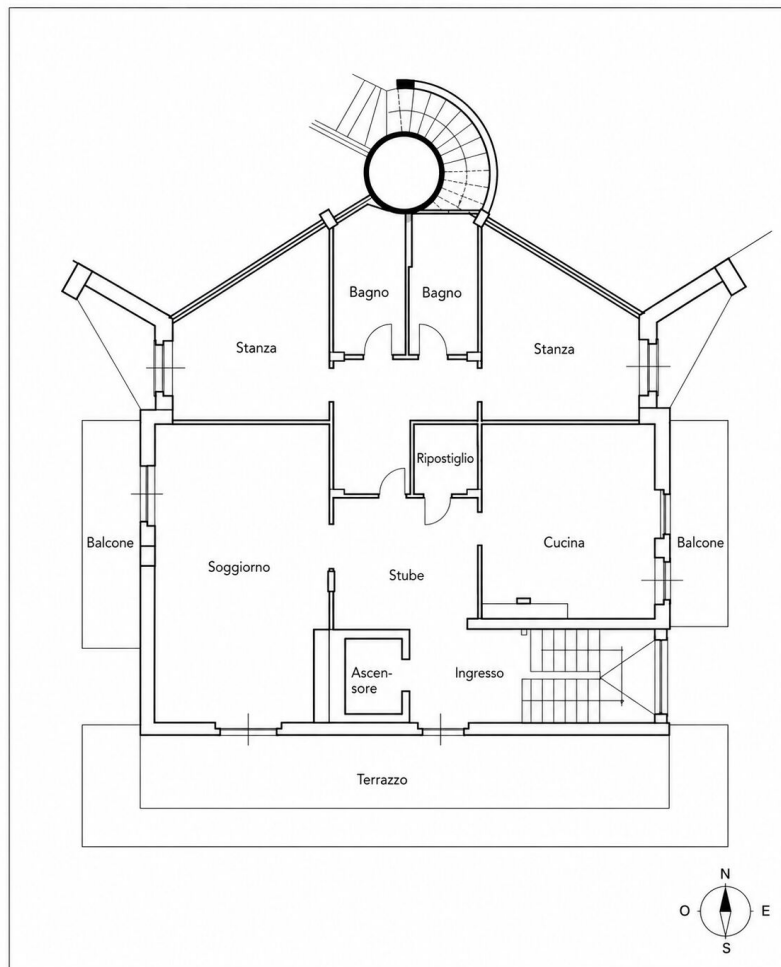 Bagno
Bagno
Stanza
Stanza
Ripostiglio
Balcone
Soggiorno
Stube
Cucina
Balcone
Ascen-
sore
Ingresso
Terrazzo
N
O
E
S